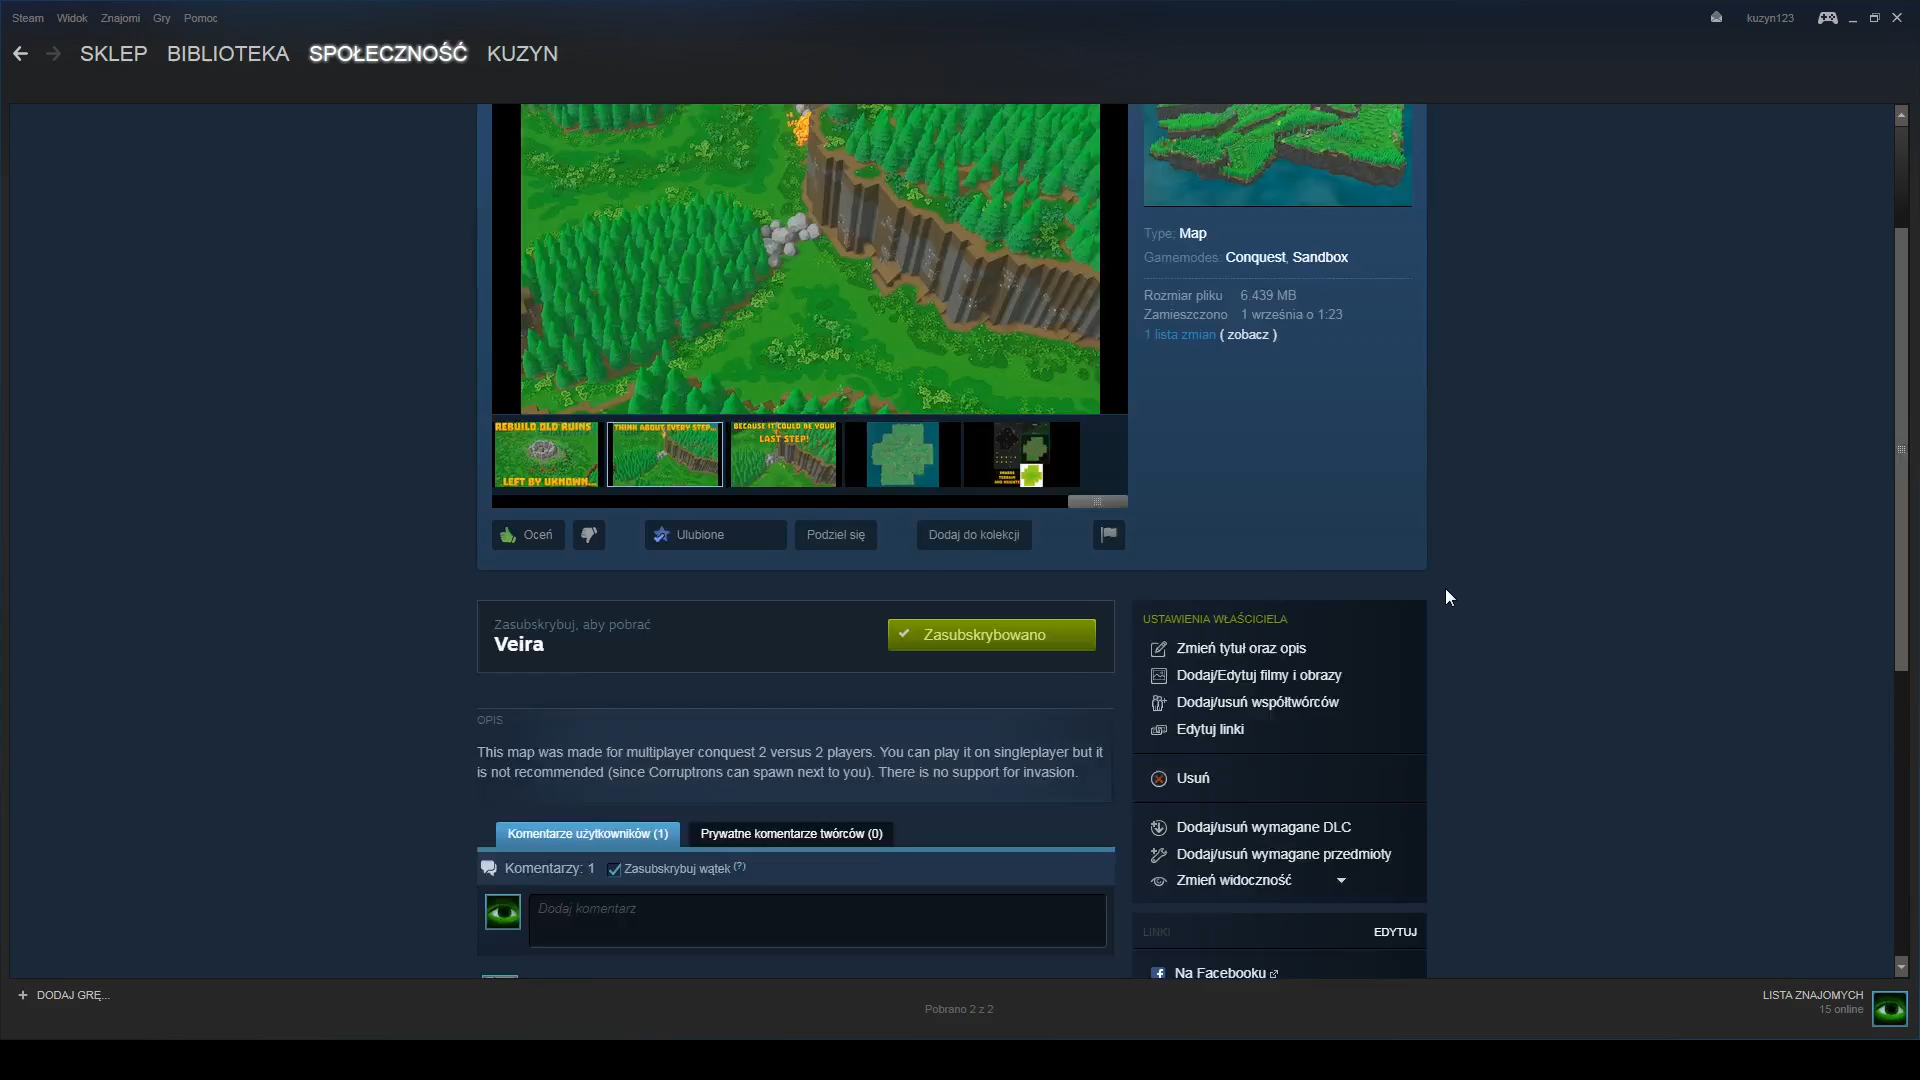 Steam Widok Znajomi Gry Pomoc
kuzyn123
SKLEP BIBLIOTEKA SPOŁECZNOŚĆ KUZYN
Type: Map
Gamemodes: Conquest, Sandbox
Rozmiar pliku 6.439 MB
Zamieszczono 1 września o 1:23
1 lista zmian ( zobacz )
REBUILD OLD RUINS
LEFT BY UKNOWN...
THINK ABOUT EVERY STEP...
BECAUSE IT COULD BE YOUR
LAST STEP!
Oceń
Ulubione
Podziel się
Dodaj do kolekcji
Zasubskrybuj, aby pobrać
Veira
Zasubskrybowano
OPIS
This map was made for multiplayer conquest 2 versus 2 players. You can play it on singleplayer but it
is not recommended (since Corruptrons can spawn next to you). There is no support for invasion.
Komentarze użytkowników (1) Prywatne komentarze twórców (0)
Komentarzy: 1 Zasubskrybuj wątek (?)
Dodaj komentarz
USTAWIENIA WŁAŚCICIELA
Zmień tytuł oraz opis
Dodaj/Edytuj filmy i obrazy
Dodaj/usuń współtwórców
Edytuj linki
Usuń
Dodaj/usuń wymagane DLC
Dodaj/usuń wymagane przedmioty
Zmień widoczność
LINKI EDYTUJ
Na Facebooku
DODAJ GRĘ...
Pobrano 2 z 2
LISTA ZNAJOMYCH
15 online